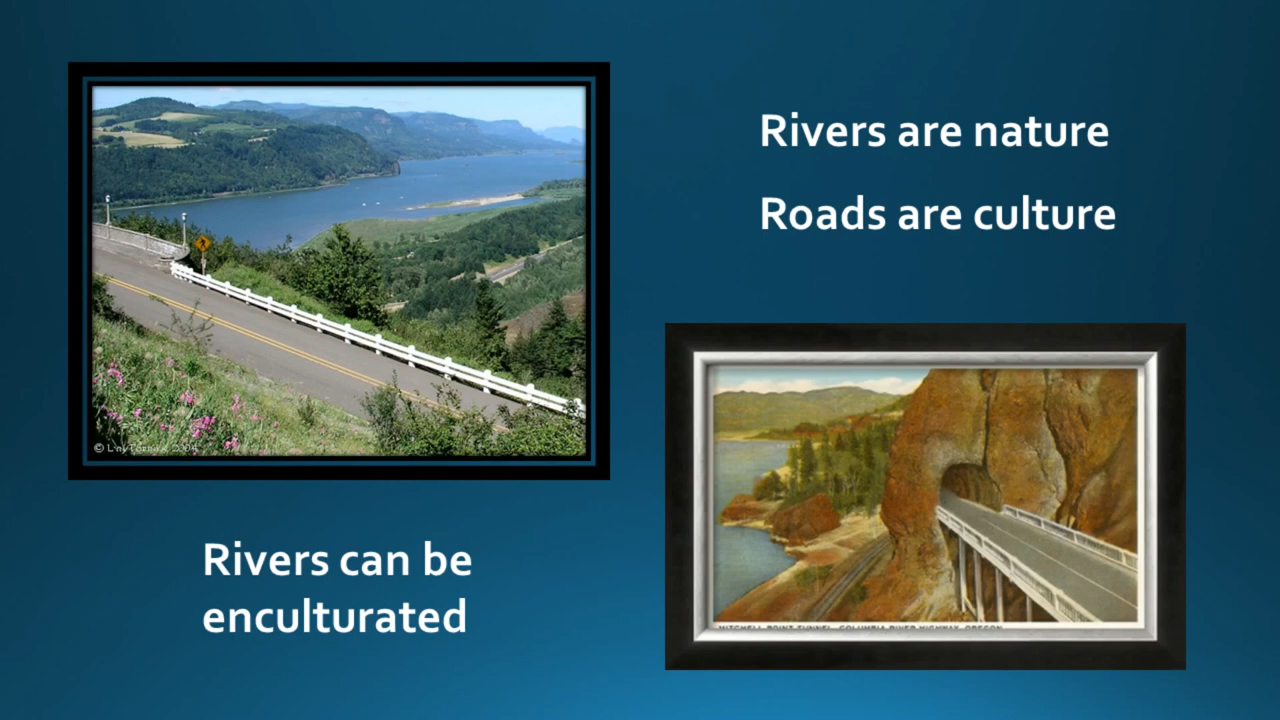 Rivers are nature
Roads are culture
MITCHELL POINT TUNNEL, COLUMBIA RIVER HIGHWAY, OREGON
Rivers can be
enculturated